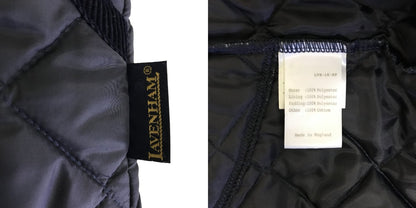 LAVENHAM®
Outer :100% Polyester
Lining :100% Polyester
Padding:100% Polyester
Other :100% Cotton
Made in England